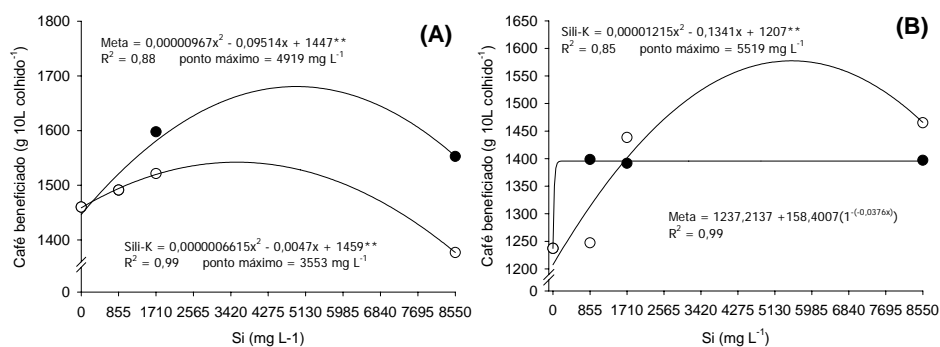 (A)
Meta = 0,00000967x² - 0,09514x + 1447**
R² = 0,88 ponto máximo = 4919 mg L⁻¹
Café beneficiado (g 10L colhido⁻¹)
1800
1700
1600
1500
1400
0
Sili-K = 0,0000006615x² - 0,0047x + 1459**
R² = 0,99 ponto máximo = 3553 mg L⁻¹
0 855 1710 2565 3420 4275 5130 5985 6840 7695 8550
Si (mg L-1)
(B)
Sili-K = 0,00001215x² - 0,1341x + 1207**
R² = 0,85 ponto máximo = 5519 mg L⁻¹
Café beneficiado (g 10L colhido⁻¹)
1650
1600
1550
1500
1450
1400
1350
1300
1250
1200
0
Meta = 1237,2137 +158,4007(1⁻⁽⁻⁰,⁰³⁷⁶ˣ⁾)
R² = 0,99
0 855 1710 2565 3420 4275 5130 5985 6840 7695 8550
Si (mg L⁻¹)